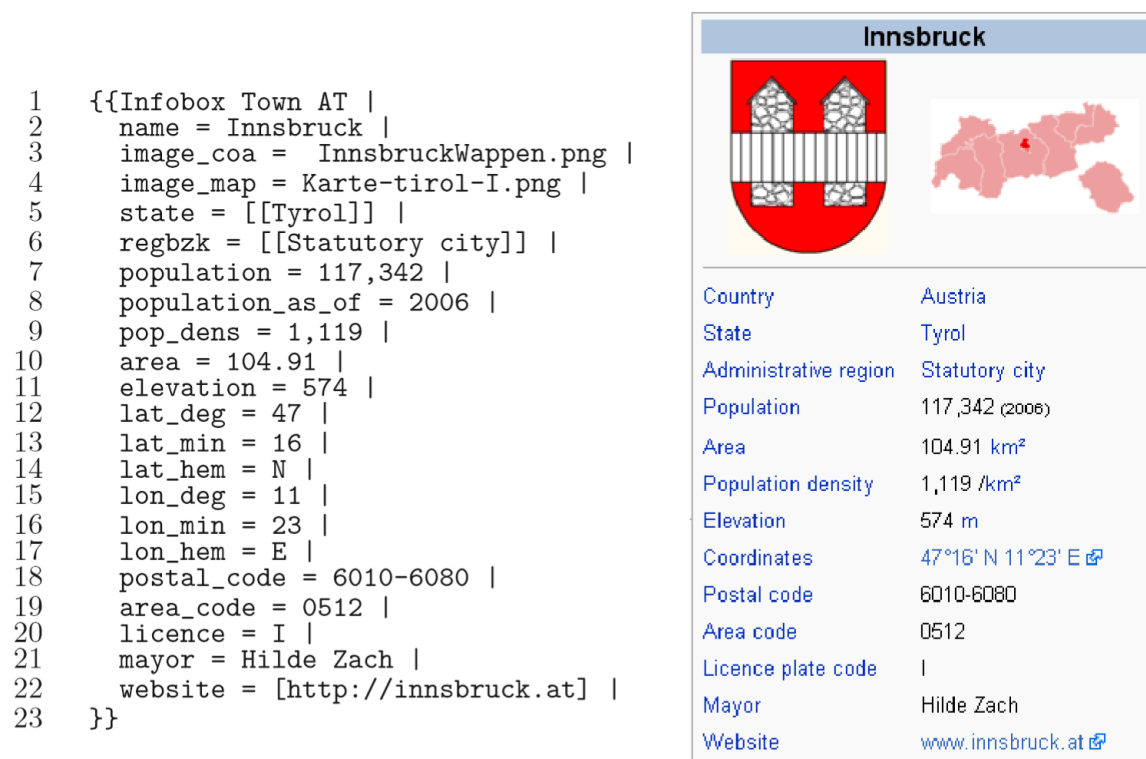 1 {{Infobox Town AT |
2 name = Innsbruck |
3 image_coa = InnsbruckWappen.png |
4 image_map = Karte-tirol-I.png |
5 state = [[Tyrol]] |
6 regbzk = [[Statutory city]] |
7 population = 117,342 |
8 population_as_of = 2006 |
9 pop_dens = 1,119 |
10 area = 104.91 |
11 elevation = 574 |
12 lat_deg = 47 |
13 lat_min = 16 |
14 lat_hem = N |
15 lon_deg = 11 |
16 lon_min = 23 |
17 lon_hem = E |
18 postal_code = 6010-6080 |
19 area_code = 0512 |
20 licence = I |
21 mayor = Hilde Zach |
22 website = [http://innsbruck.at] |
23 }}
Innsbruck
Country Austria
State Tyrol
Administrative region Statutory city
Population 117,342 (2006)
Area 104.91 km²
Population density 1,119 /km²
Elevation 574 m
Coordinates 47°16' N 11°23' E
Postal code 6010-6080
Area code 0512
Licence plate code I
Mayor Hilde Zach
Website www.innsbruck.at